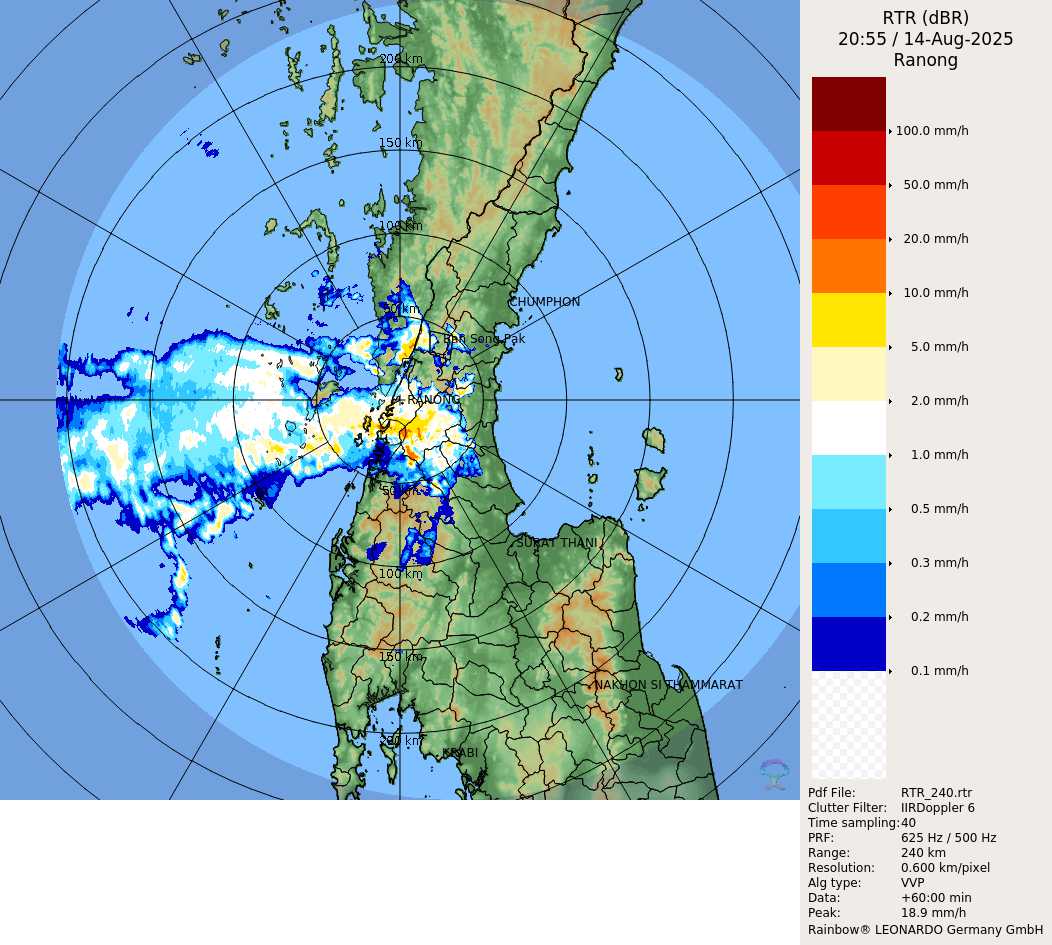 RTR (dBR)
20:55 / 14-Aug-2025
Ranong
100.0 mm/h
50.0 mm/h
20.0 mm/h
10.0 mm/h
5.0 mm/h
2.0 mm/h
1.0 mm/h
0.5 mm/h
0.3 mm/h
0.2 mm/h
0.1 mm/h
200 km
150 km
100 km
50 km
CHUMPHON
Ban Song Pak
RANONG
50 km
SURAT THANI
100 km
150 km
NAKHON SI THAMMARAT
200 km
KRABI
Pdf File: RTR_240.rtr
Clutter Filter: IIRDoppler 6
Time sampling:40
PRF: 625 Hz / 500 Hz
Range: 240 km
Resolution: 0.600 km/pixel
Alg type: VVP
Data: +60:00 min
Peak: 18.9 mm/h
Rainbow® LEONARDO Germany GmbH